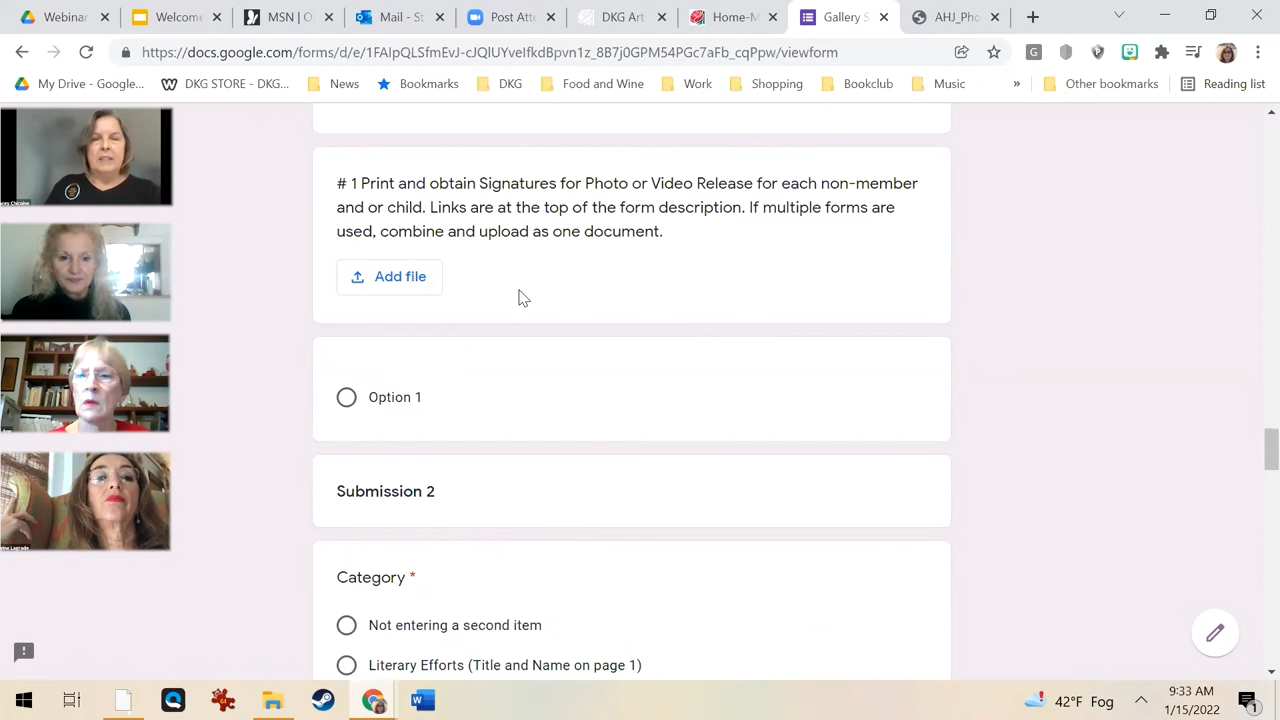 Webinar
Welcome
MSN | O
Mail - St
Post Att
DKG Art
Home-M
Gallery S
AHJ_Pho
https://docs.google.com/forms/d/e/1FAIpQLSfmEvJ-cJQlUYvelfkdBpvn1z_8B7j0GPM54PGc7aFb_cqPpw/viewform
My Drive - Google...
DKG STORE - DKG...
News
Bookmarks
DKG
Food and Wine
Work
Shopping
Bookclub
Music
»
Other bookmarks
Reading list
# 1 Print and obtain Signatures for Photo or Video Release for each non-member
and or child. Links are at the top of the form description. If multiple forms are
used, combine and upload as one document.
Add file
Option 1
Submission 2
Category *
Not entering a second item
Literary Efforts (Title and Name on page 1)
42°F Fog
9:33 AM
1/15/2022
1